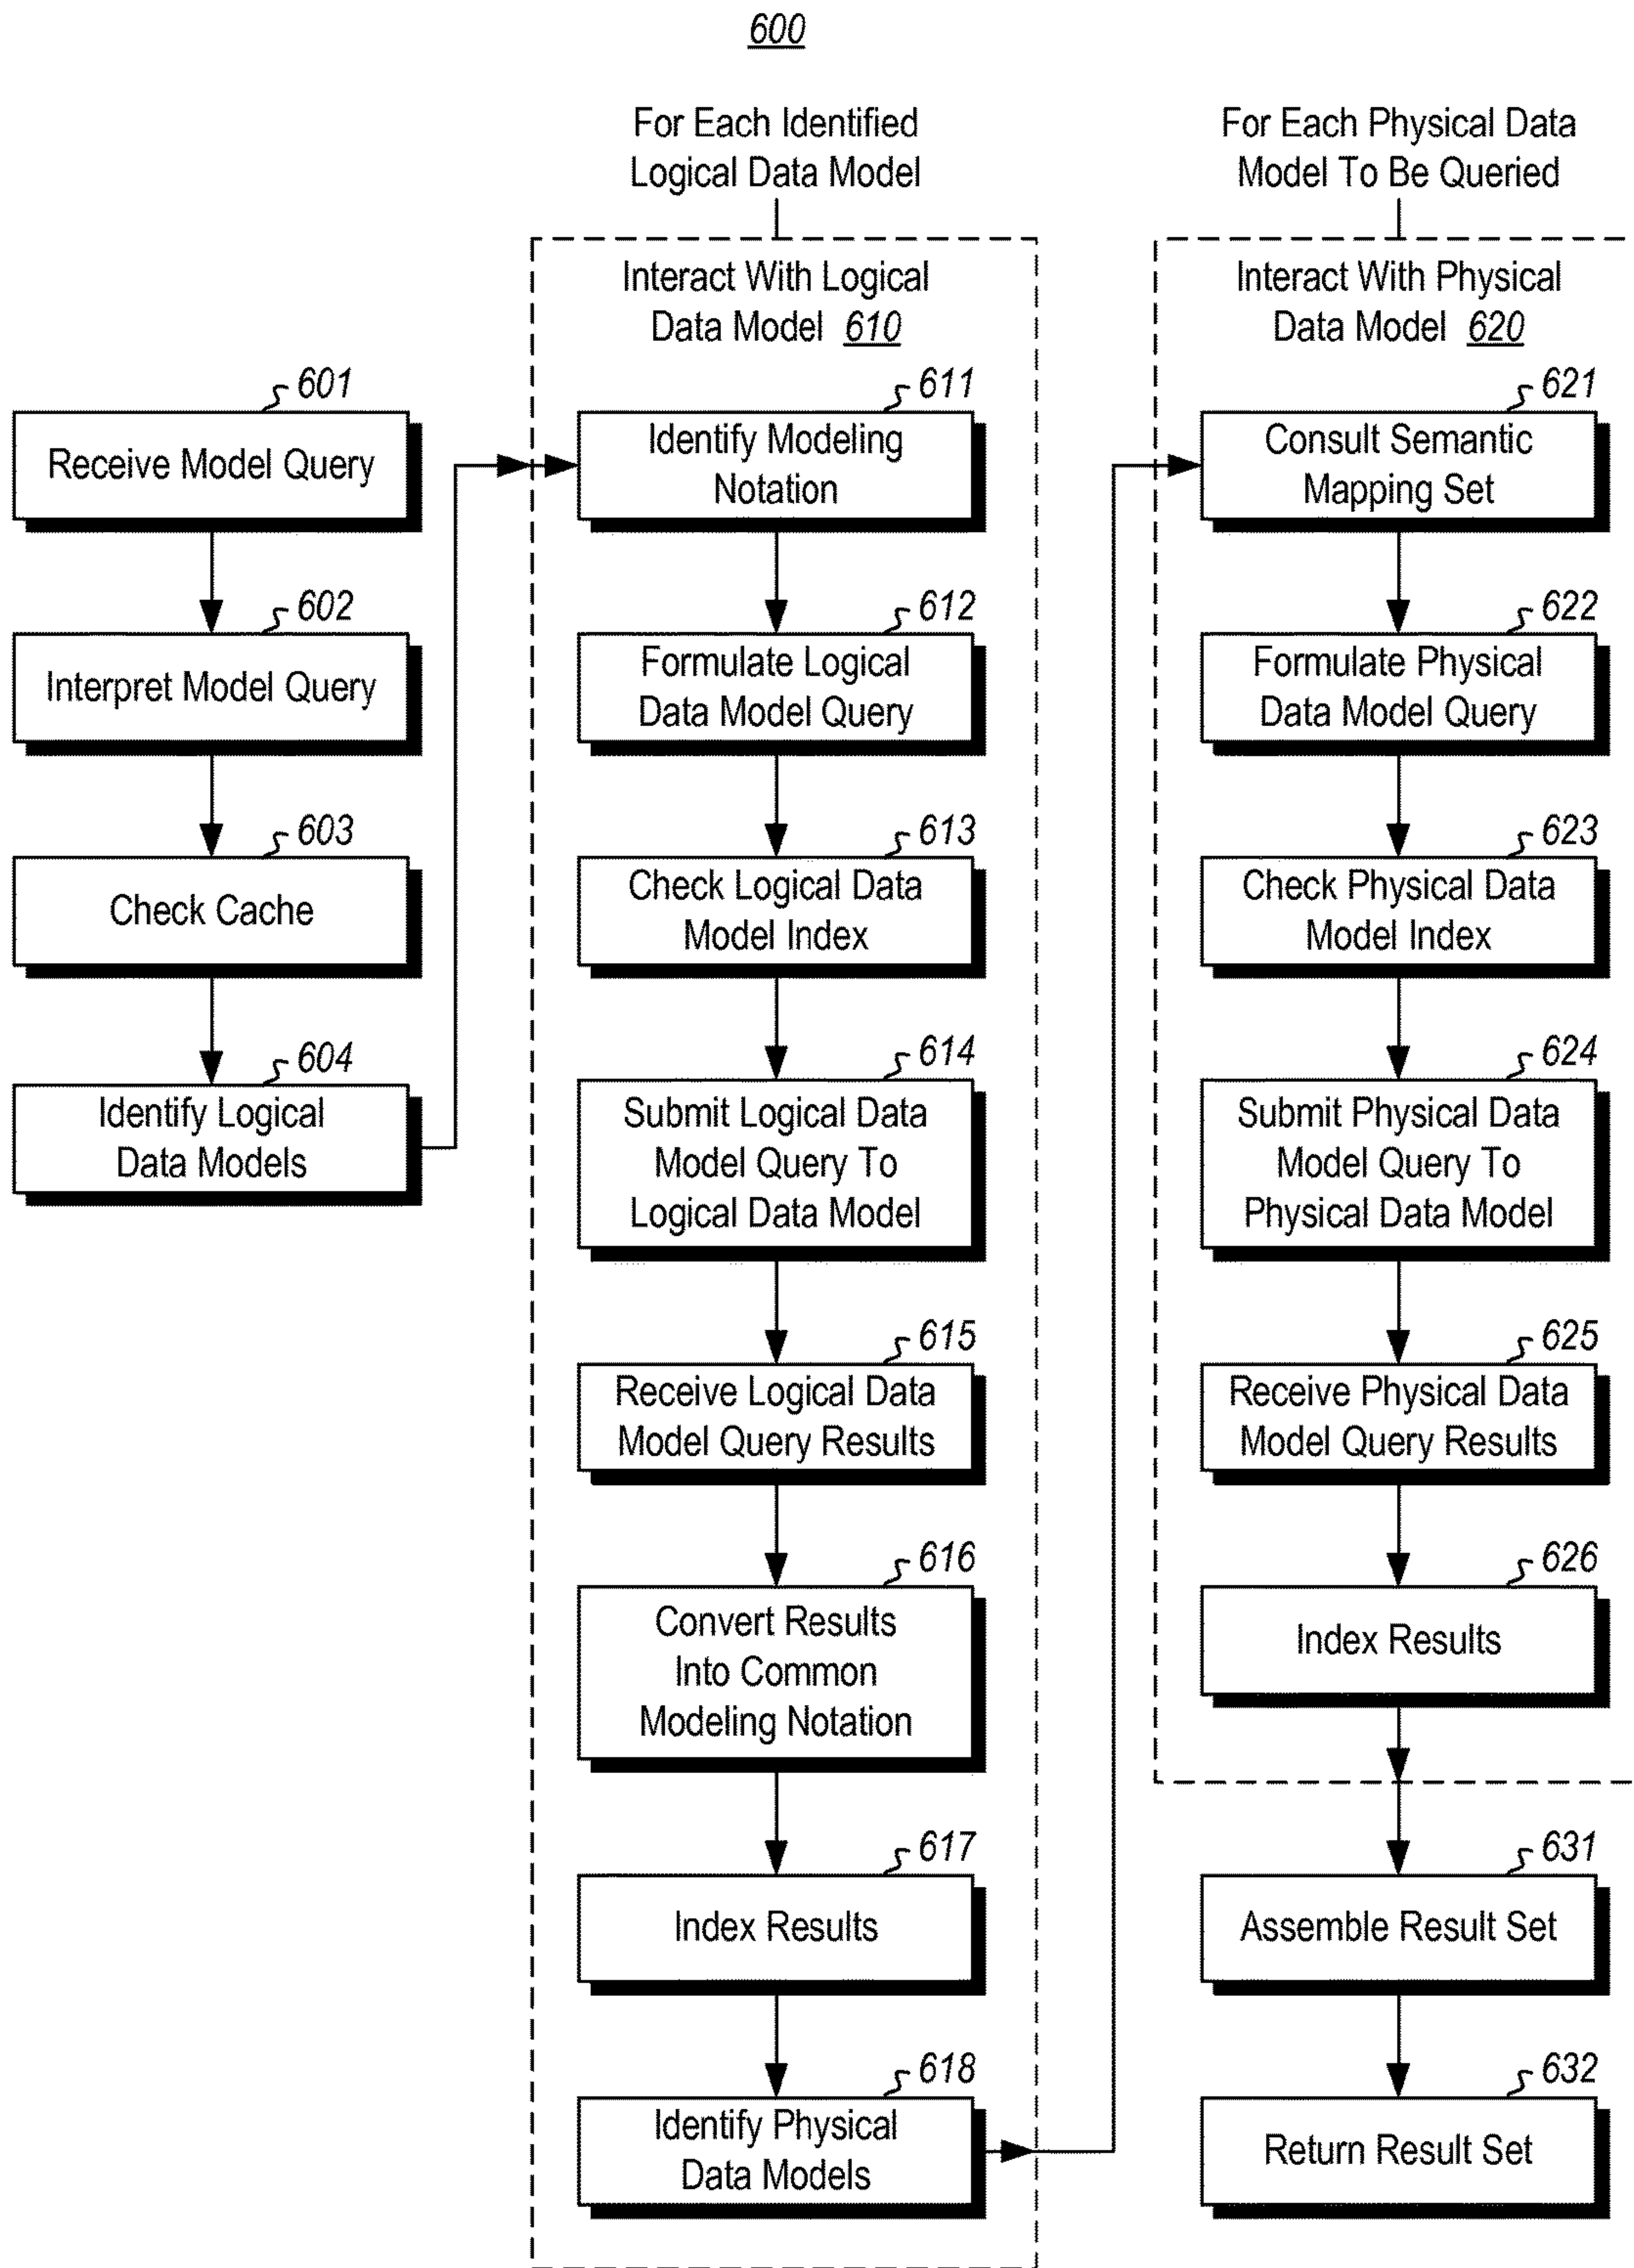 600
For Each Identified
Logical Data Model
For Each Physical Data
Model To Be Queried
601
Receive Model Query
602
Interpret Model Query
603
Check Cache
604
Identify Logical
Data Models
Interact With Logical
Data Model 610
611
Identify Modeling
Notation
612
Formulate Logical
Data Model Query
613
Check Logical Data
Model Index
614
Submit Logical Data
Model Query To
Logical Data Model
615
Receive Logical Data
Model Query Results
616
Convert Results
Into Common
Modeling Notation
617
Index Results
618
Identify Physical
Data Models
Interact With Physical
Data Model 620
621
Consult Semantic
Mapping Set
622
Formulate Physical
Data Model Query
623
Check Physical Data
Model Index
624
Submit Physical Data
Model Query To
Physical Data Model
625
Receive Physical Data
Model Query Results
626
Index Results
631
Assemble Result Set
632
Return Result Set